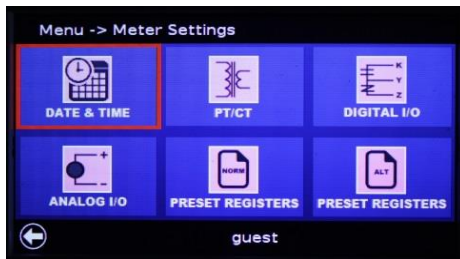 Menu -> Meter Settings
DATE & TIME
PT/CT
DIGITAL I/O
K
Y
Z
ANALOG I/O
NORM
PRESET REGISTERS
ALT
PRESET REGISTERS
guest